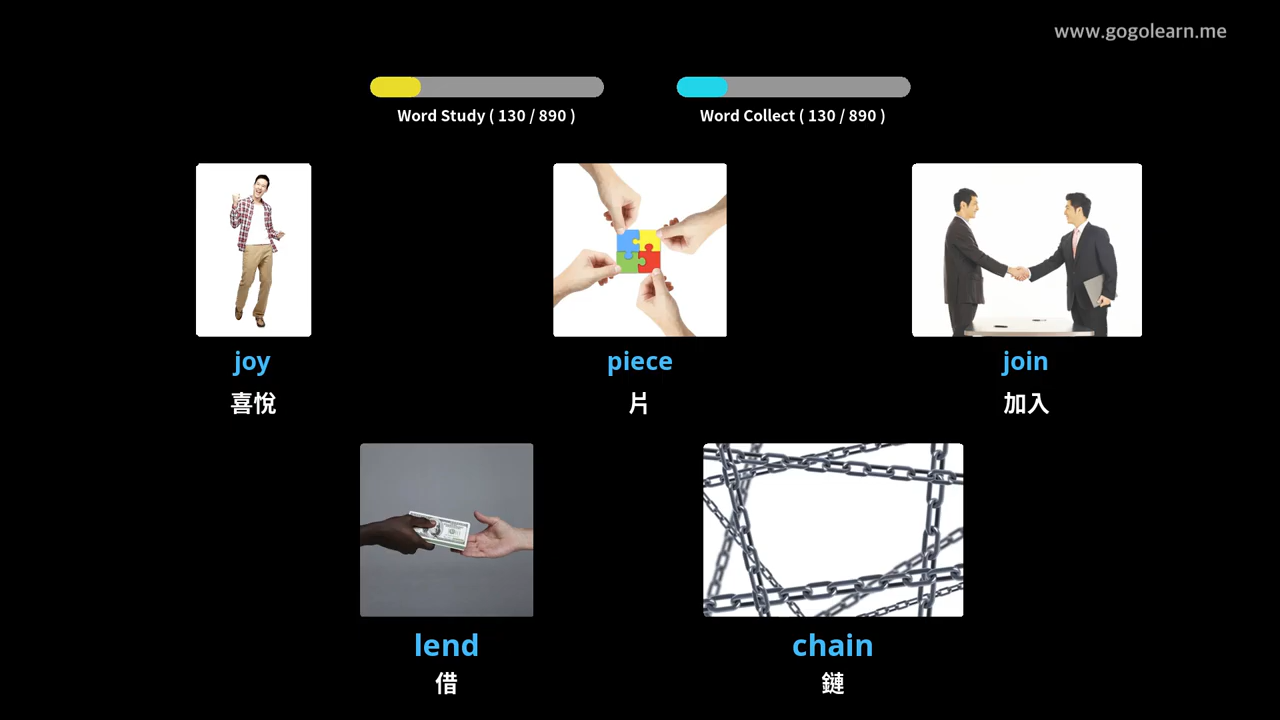 www.gogolearn.me
Word Study ( 130 / 890 )
Word Collect ( 130 / 890 )
joy
喜悅
piece
片
join
加入
lend
借
chain
鏈